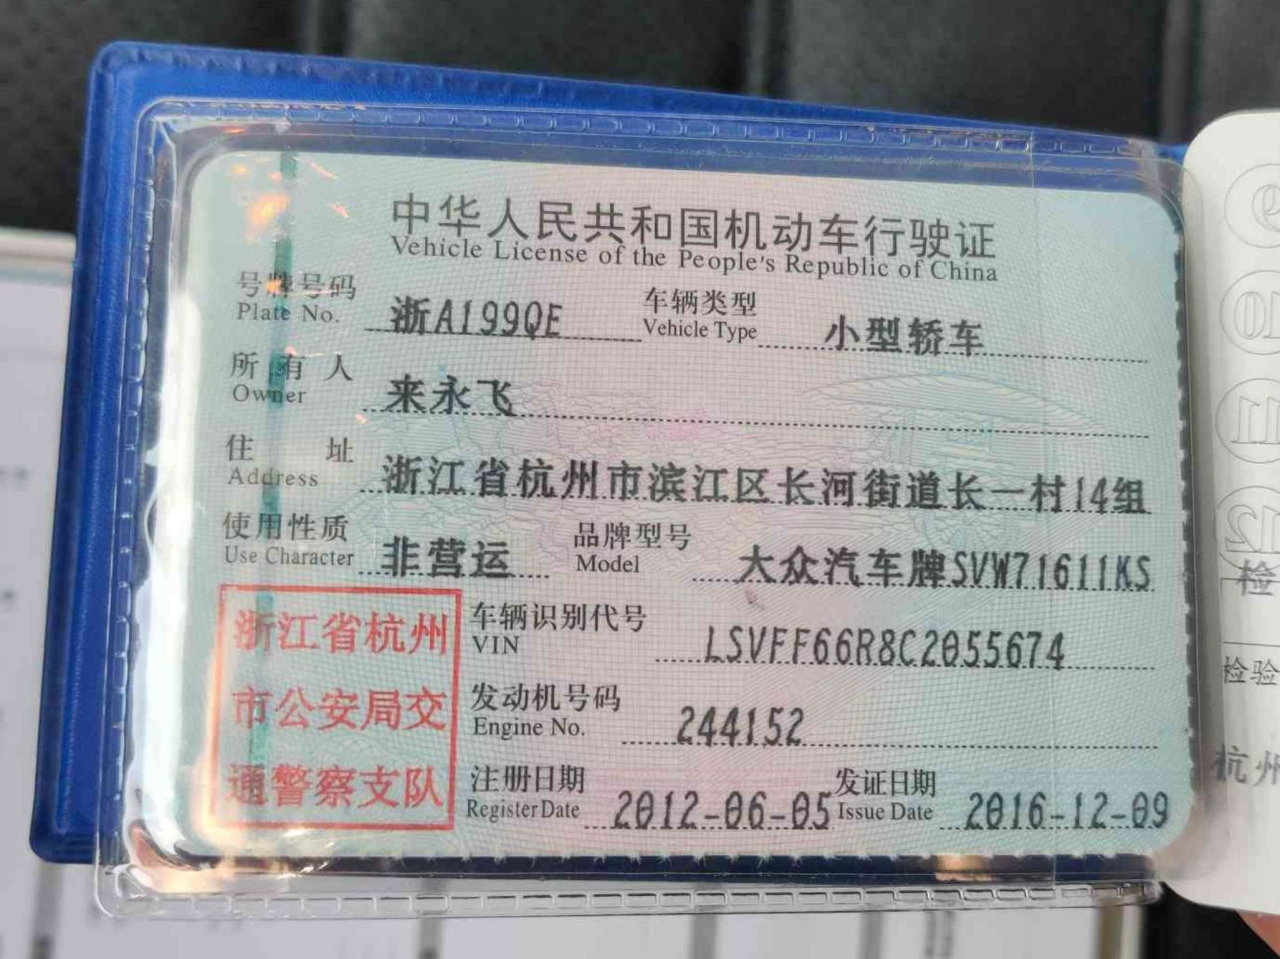 中华人民共和国机动车行驶证
Vehicle License of the People's Republic of China
号牌号码 浙A199QE 车辆类型 小型轿车
Plate No. Vehicle Type
所有人 来永飞
Owner
住址 浙江省杭州市滨江区长河街道长一村14组
Address
使用性质 非营运 品牌型号 大众汽车牌SVW71611KS
Use Character Model
浙江省杭州
市公安局交
通警察支队
车辆识别代号 LSVFF66R8C2055674
VIN
发动机号码 244152
Engine No.
注册日期 2012-06-05 发证日期 2016-12-09
Register Date Issue Date
9
10
11
12
检
检验
杭州